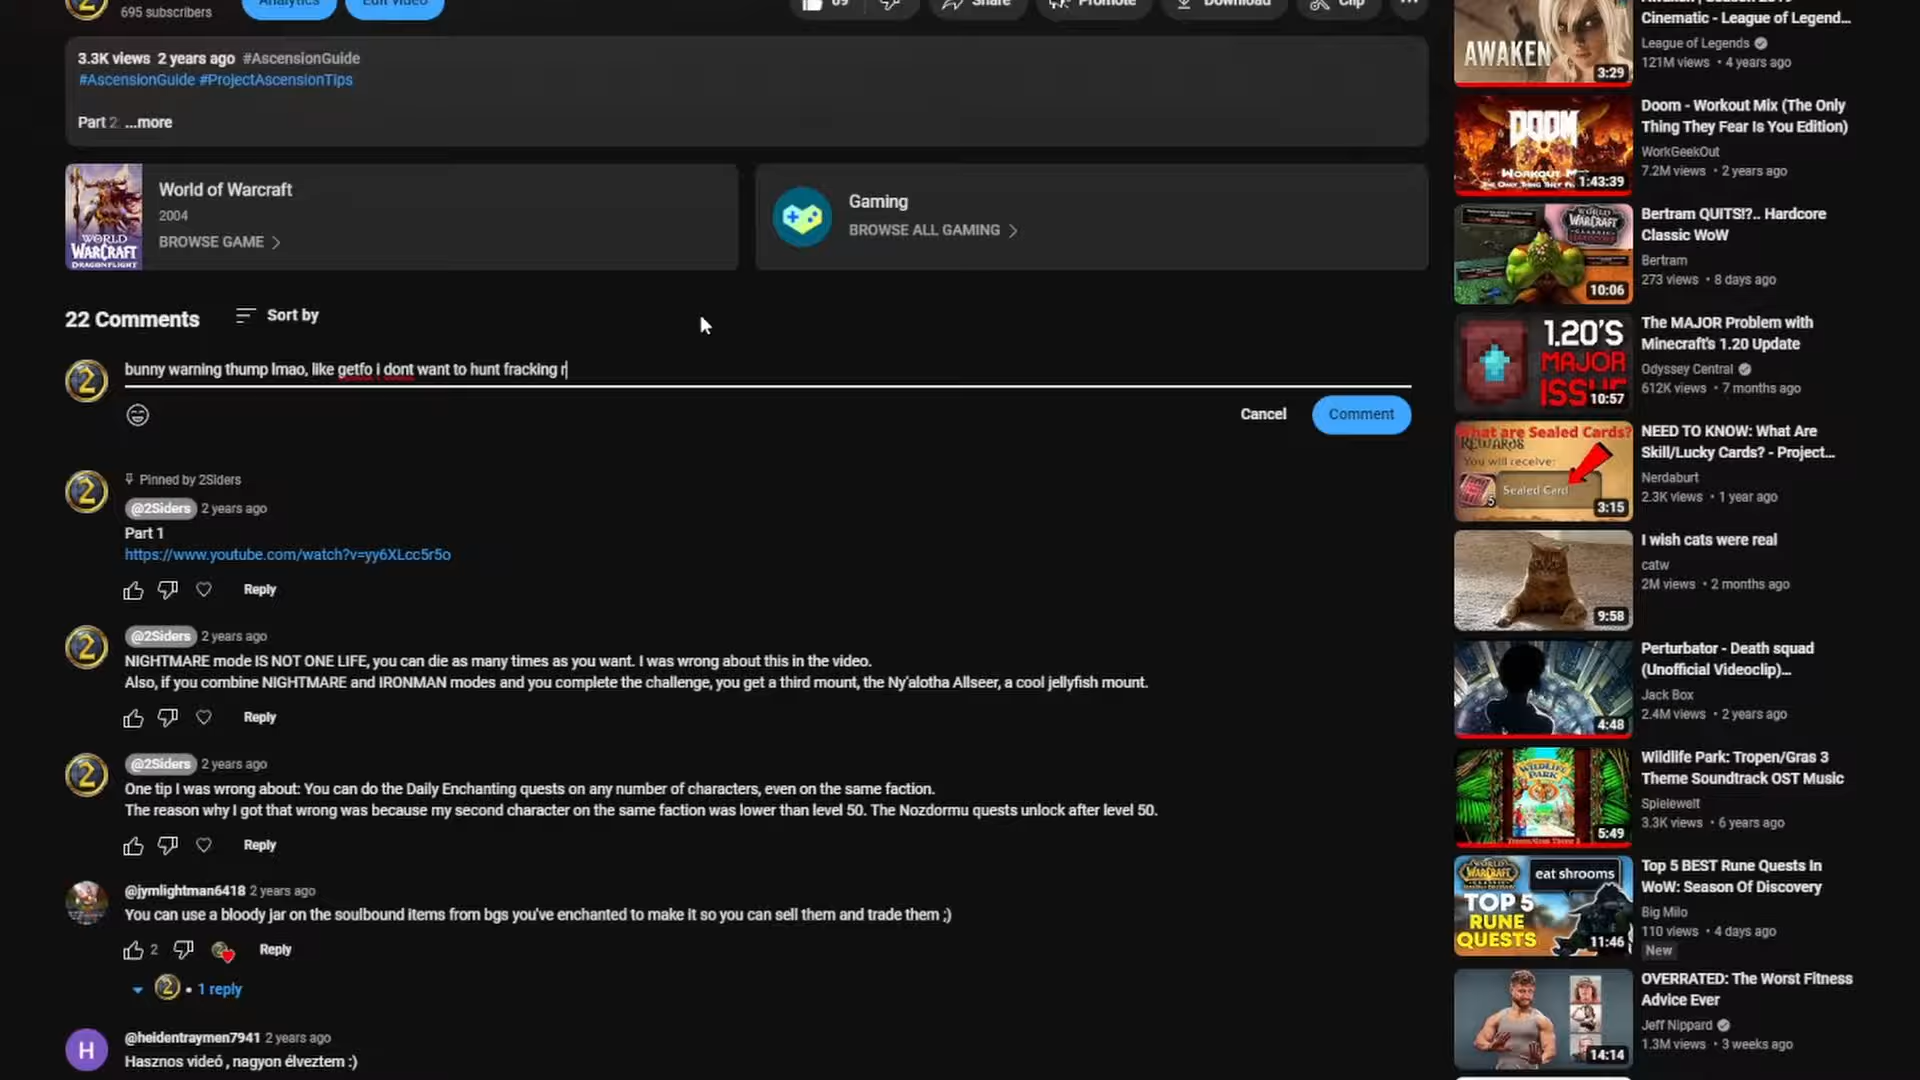 695 subscribers
Analytics
Edit video
69
Share
Promote
Download
Clip
3.3K views 2 years ago #AscensionGuide
#AscensionGuide #ProjectAscensionTips
Part 2 ...more
WORLD OF WARCRAFT
DRAGONFLIGHT
World of Warcraft
2004
BROWSE GAME
Gaming
BROWSE ALL GAMING
22 Comments
Sort by
bunny warning thump lmao, like getfo I dont want to hunt fracking r
Cancel
Comment
Pinned by 2Siders
@2Siders 2 years ago
Part 1
https://www.youtube.com/watch?v=yy6XLcc5r5o
Reply
@2Siders 2 years ago
NIGHTMARE mode IS NOT ONE LIFE, you can die as many times as you want. I was wrong about this in the video.
Also, if you combine NIGHTMARE and IRONMAN modes and you complete the challenge, you get a third mount, the Ny'alotha Allseer, a cool jellyfish mount.
Reply
@2Siders 2 years ago
One tip I was wrong about: You can do the Daily Enchanting quests on any number of characters, even on the same faction.
The reason why I got that wrong was because my second character on the same faction was lower than level 50. The Nozdormu quests unlock after level 50.
Reply
@jymlightman6418 2 years ago
You can use a bloody jar on the soulbound items from bgs you've enchanted to make it so you can sell them and trade them ;)
2
Reply
2 • 1 reply
H
@heidentraymen7941 2 years ago
Hasznos videó , nagyon élveztem :)
AWAKEN
3:29
Cinematic - League of Legend...
League of Legends
121M views • 4 years ago
DOOM
1:43:39
Doom - Workout Mix (The Only
Thing They Fear Is You Edition)
WorkGeekOut
7.2M views • 2 years ago
10:06
Bertram QUITS!?.. Hardcore
Classic WoW
Bertram
273 views • 8 days ago
1.20'S
MAJOR
ISSUE
10:57
The MAJOR Problem with
Minecraft's 1.20 Update
Odyssey Central
612K views • 7 months ago
What are Sealed Cards?
REWARDS
You will receive:
5
Sealed Card
3:15
NEED TO KNOW: What Are
Skill/Lucky Cards? - Project...
Nerdaburt
2.3K views • 1 year ago
9:58
I wish cats were real
catw
2M views • 2 months ago
4:48
Perturbator - Death squad
(Unofficial Videoclip)...
Jack Box
2.4M views • 2 years ago
WILDLIFE
PARK
5:49
Wildlife Park: Tropen/Gras 3
Theme Soundtrack OST Music
Spielewelt
3.3K views • 6 years ago
WARCRAFT
eat shrooms
TOP 5
RUNE
QUESTS
11:46
Top 5 BEST Rune Quests In
WoW: Season Of Discovery
Big Milo
110 views • 4 days ago
New
14:14
OVERRATED: The Worst Fitness
Advice Ever
Jeff Nippard
1.3M views • 3 weeks ago